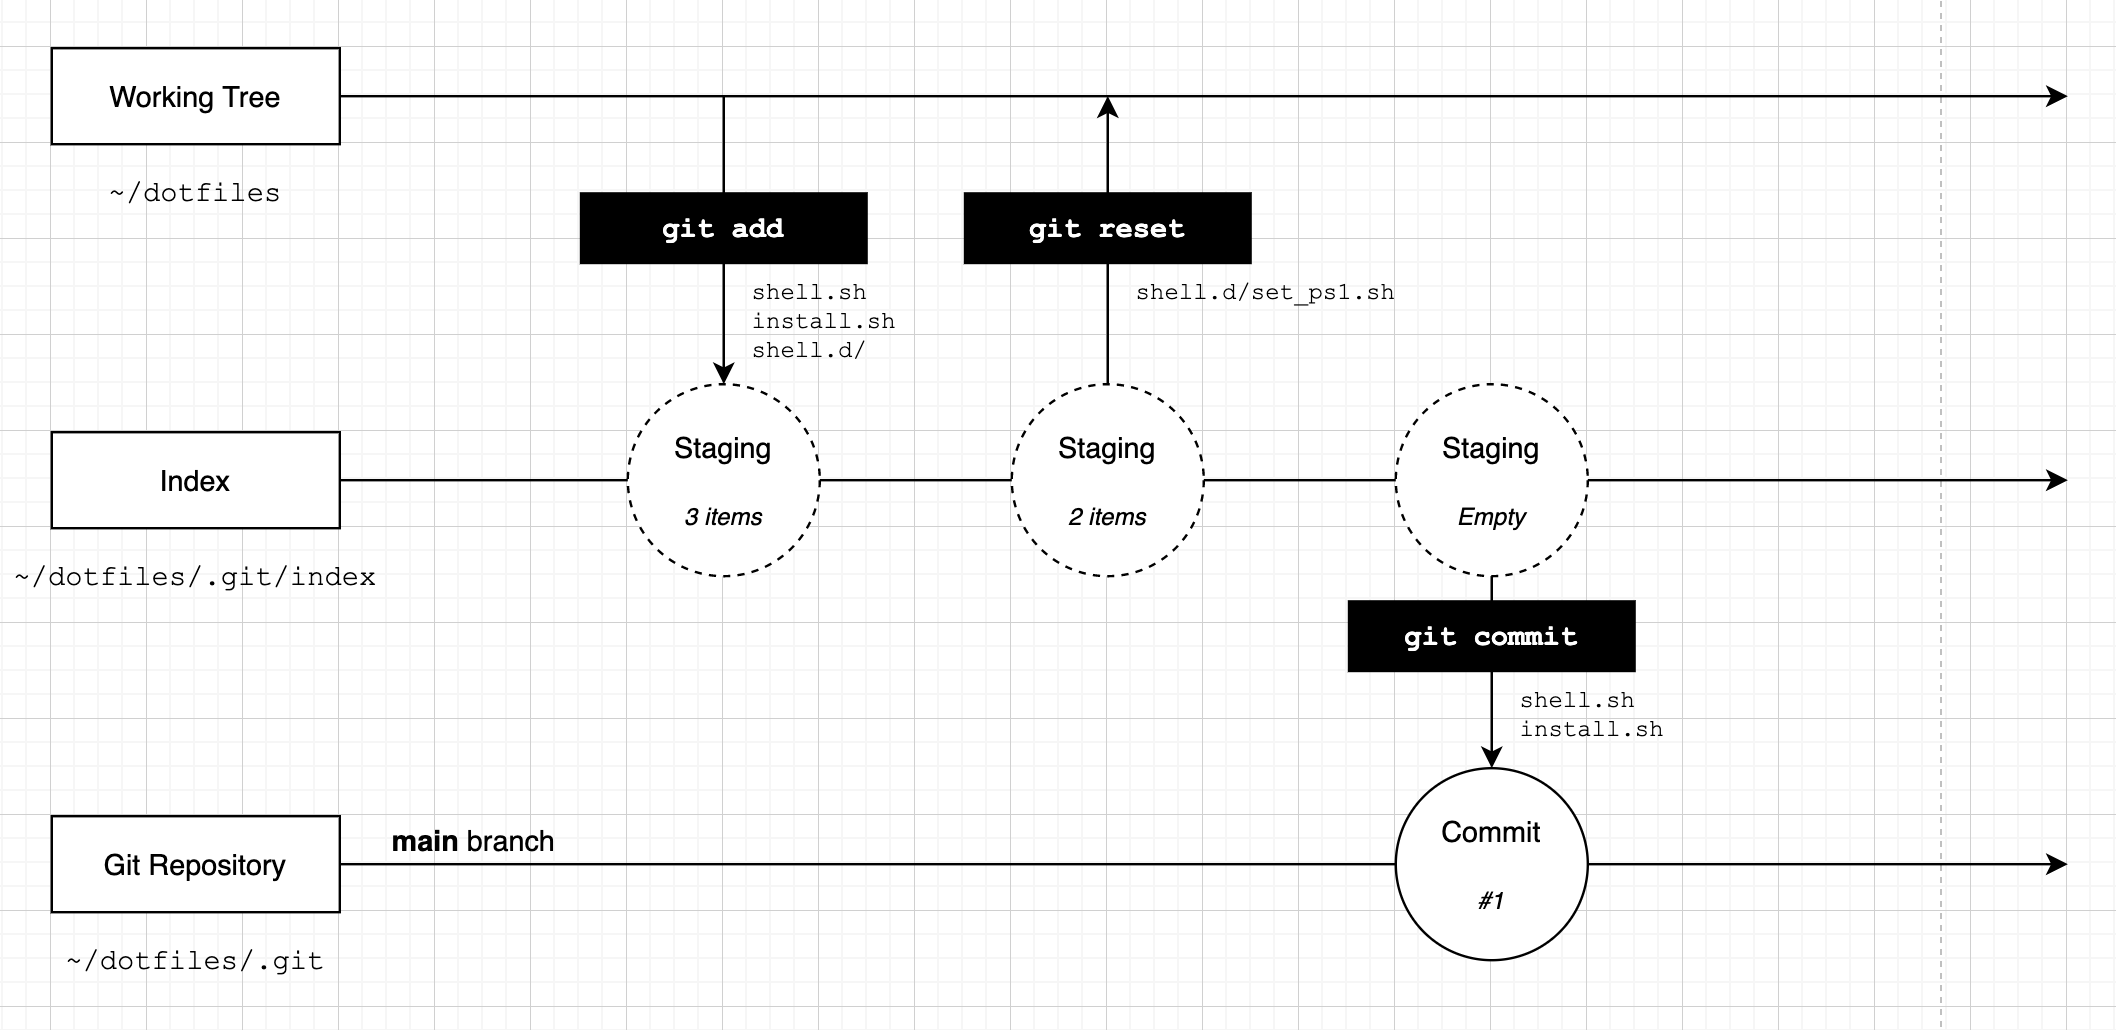 Working Tree
~/dotfiles
git add
git reset
shell.sh
install.sh
shell.d/
shell.d/set_ps1.sh
Index
~/dotfiles/.git/index
Staging
3 items
Staging
2 items
Staging
Empty
git commit
shell.sh
install.sh
Git Repository
~/dotfiles/.git
main branch
Commit
#1